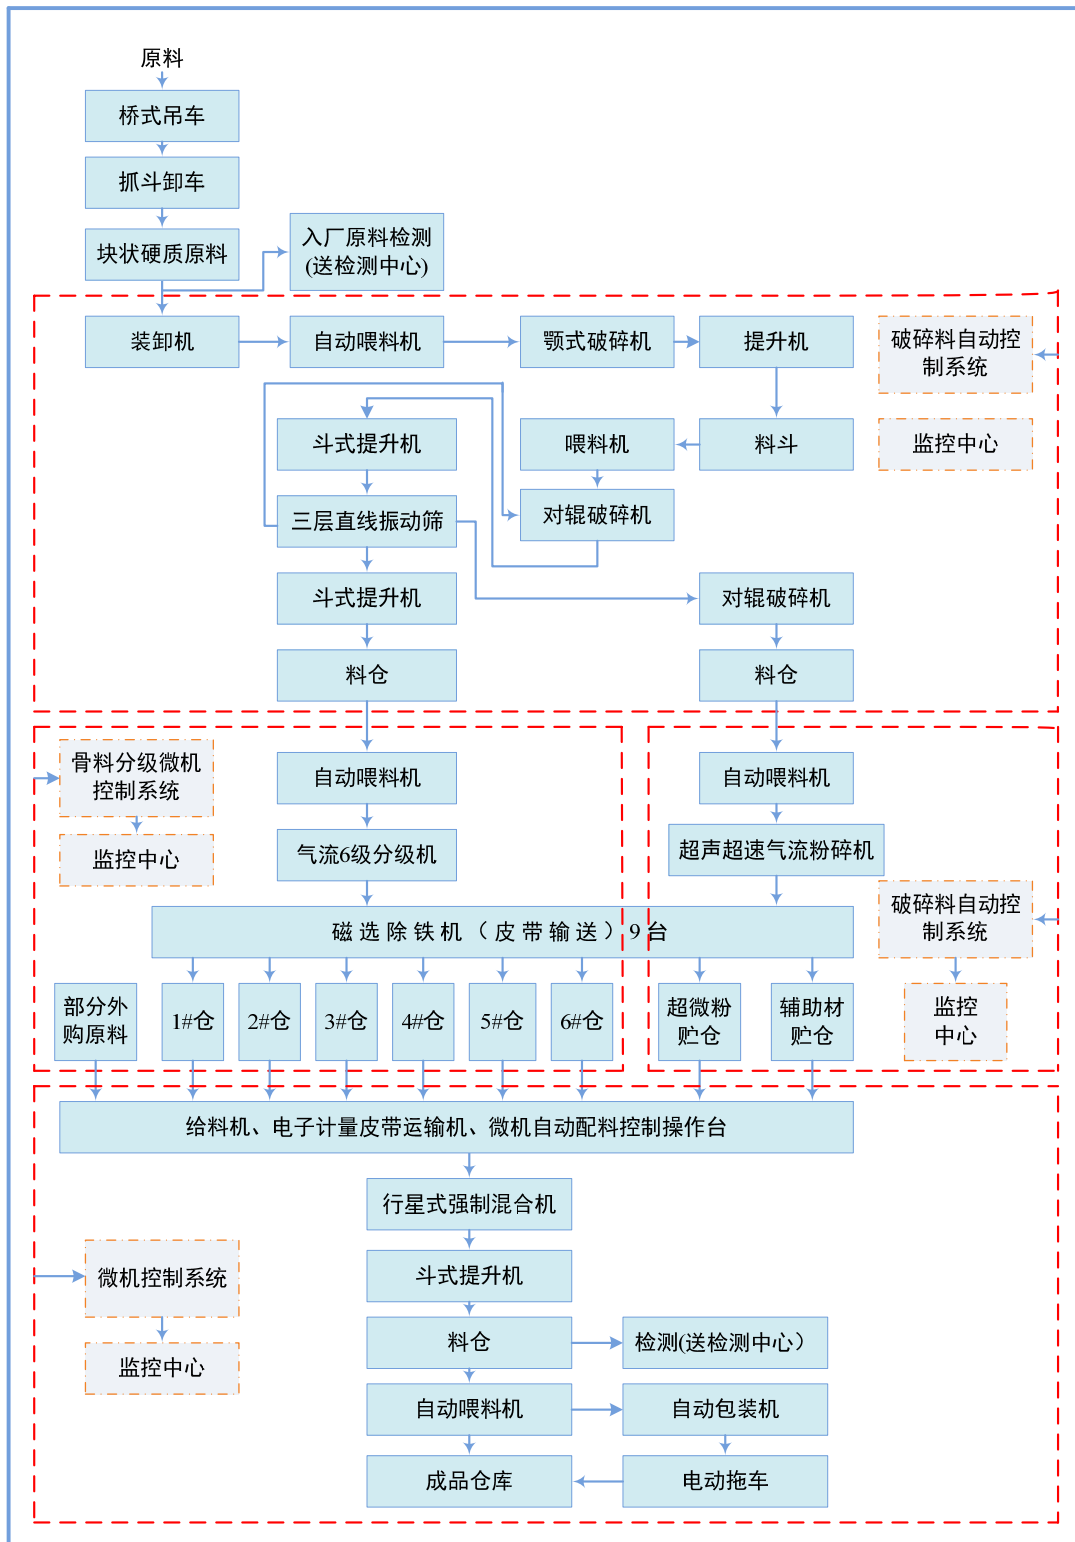 原料
桥式吊车
抓斗卸车
块状硬质原料
入厂原料检测
(送检测中心)
装卸机
自动喂料机
颚式破碎机
提升机
破碎料自动控
制系统
斗式提升机
喂料机
料斗
监控中心
三层直线振动筛
对辊破碎机
斗式提升机
对辊破碎机
料仓
料仓
骨料分级微机
控制系统
自动喂料机
自动喂料机
监控中心
气流6级分级机
超声超速气流粉碎机
磁选除铁机（皮带输送）9台
破碎料自动控
制系统
部分外
购原料
1#仓
2#仓
3#仓
4#仓
5#仓
6#仓
超微粉
贮仓
辅助材
贮仓
监控
中心
给料机、电子计量皮带运输机、微机自动配料控制操作台
行星式强制混合机
微机控制系统
斗式提升机
料仓
检测(送检测中心）
监控中心
自动喂料机
自动包装机
成品仓库
电动拖车